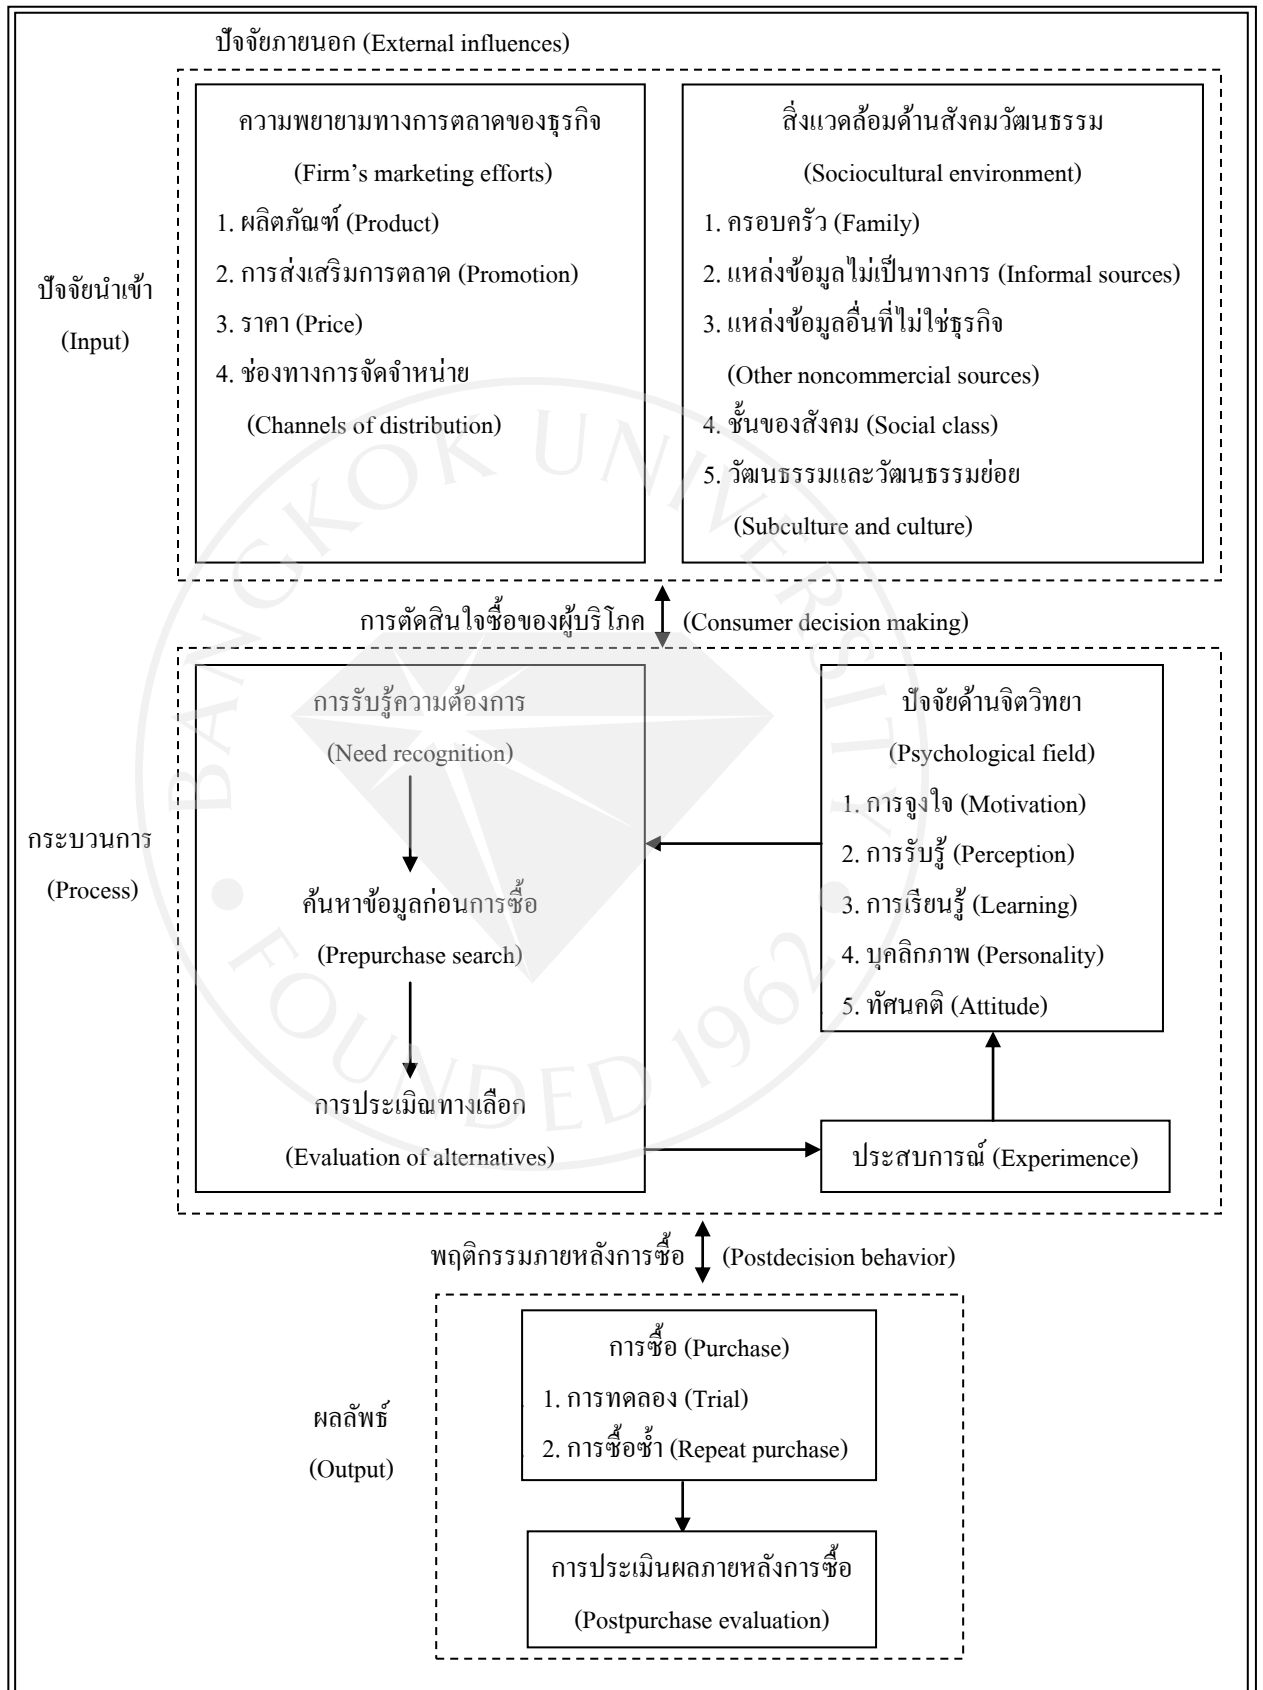 ปัจจัยภายนอก (External influences)
ความพยายามทางการตลาดของธุรกิจ
(Firm's marketing efforts)
1. ผลิตภัณฑ์ (Product)
2. การส่งเสริมการตลาด (Promotion)
3. ราคา (Price)
4. ช่องทางการจัดจำหน่าย
(Channels of distribution)
สิ่งแวดล้อมด้านสังคมวัฒนธรรม
(Sociocultural environment)
1. ครอบครัว (Family)
2. แหล่งข้อมูลไม่เป็นทางการ (Informal sources)
3. แหล่งข้อมูลอื่นที่ไม่ใช่ธุรกิจ
(Other noncommercial sources)
4. ชั้นของสังคม (Social class)
5. วัฒนธรรมและวัฒนธรรมย่อย
(Subculture and culture)
ปัจจัยนำเข้า
(Input)
การตัดสินใจซื้อของผู้บริโภค (Consumer decision making)
การรับรู้ความต้องการ
(Need recognition)
ค้นหาข้อมูลก่อนการซื้อ
(Prepurchase search)
การประเมิณทางเลือก
(Evaluation of alternatives)
ปัจจัยด้านจิตวิทยา
(Psychological field)
1. การจูงใจ (Motivation)
2. การรับรู้ (Perception)
3. การเรียนรู้ (Learning)
4. บุคลิกภาพ (Personality)
5. ทัศนคติ (Attitude)
ประสบการณ์ (Experimence)
กระบวนการ
(Process)
พฤติกรรมภายหลังการซื้อ (Postdecision behavior)
การซื้อ (Purchase)
1. การทดลอง (Trial)
2. การซื้อซ้ำ (Repeat purchase)
การประเมินผลภายหลังการซื้อ
(Postpurchase evaluation)
ผลลัพธ์
(Output)
BANGKOK UNIVERSITY
FOUNDED 1962